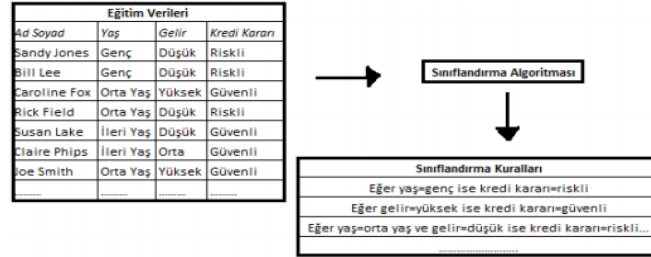 Eğitim Verileri
Ad Soyad Yaş Gelir Kredi Kararı
Sandy Jones Genç Düşük Riskli
Bill Lee Genç Düşük Riskli
Caroline Fox Orta Yaş Yüksek Güvenli
Rick Field Orta Yaş Düşük Riskli
Susan Lake İleri Yaş Düşük Güvenli
Claire Phips İleri Yaş Orta Güvenli
Joe Smith Orta Yaş Yüksek Güvenli
......... ......... ......... .........
Sınıflandırma Algoritması
Sınıflandırma Kuralları
Eğer yaş=genç ise kredi kararı=riskli
Eğer gelir=yüksek ise kredi kararı=güvenli
Eğer yaş=orta yaş ve gelir=düşük ise kredi kararı=riskli...
..........................